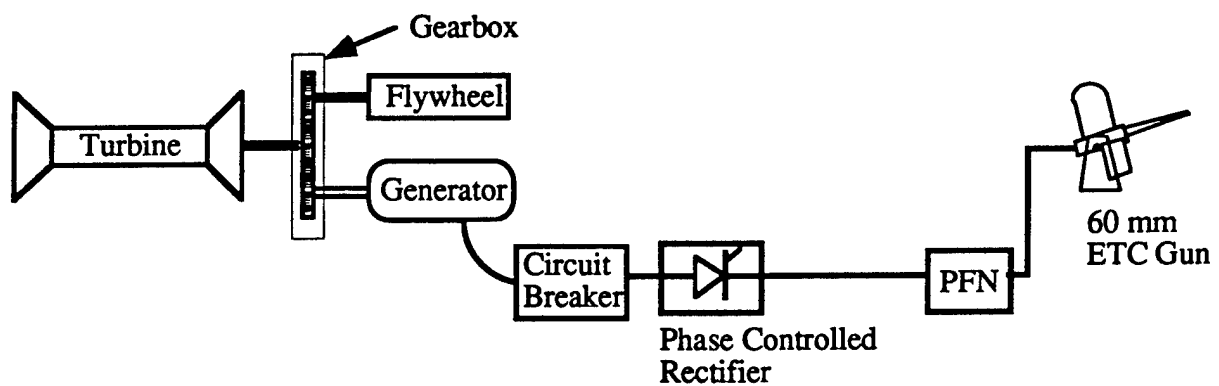 Gearbox
Flywheel
Turbine
Generator
Circuit
Breaker
Phase Controlled
Rectifier
PFN
60 mm
ETC Gun